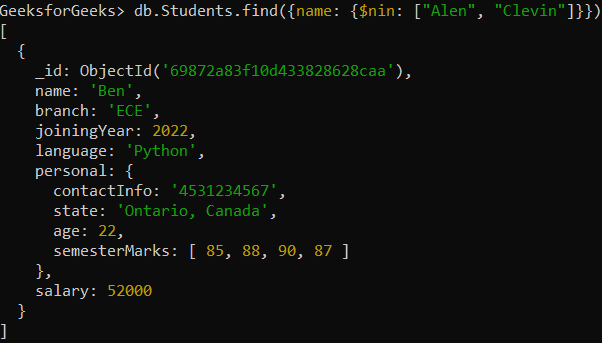 GeeksforGeeks> db.Students.find({name: {$nin: ["Alen", "Clevin"]}})
[
  {
    _id: ObjectId('69872a83f10d433828628caa'),
    name: 'Ben',
    branch: 'ECE',
    joiningYear: 2022,
    language: 'Python',
    personal: {
      contactInfo: '4531234567',
      state: 'Ontario, Canada',
      age: 22,
      semesterMarks: [ 85, 88, 90, 87 ]
    },
    salary: 52000
  }
]